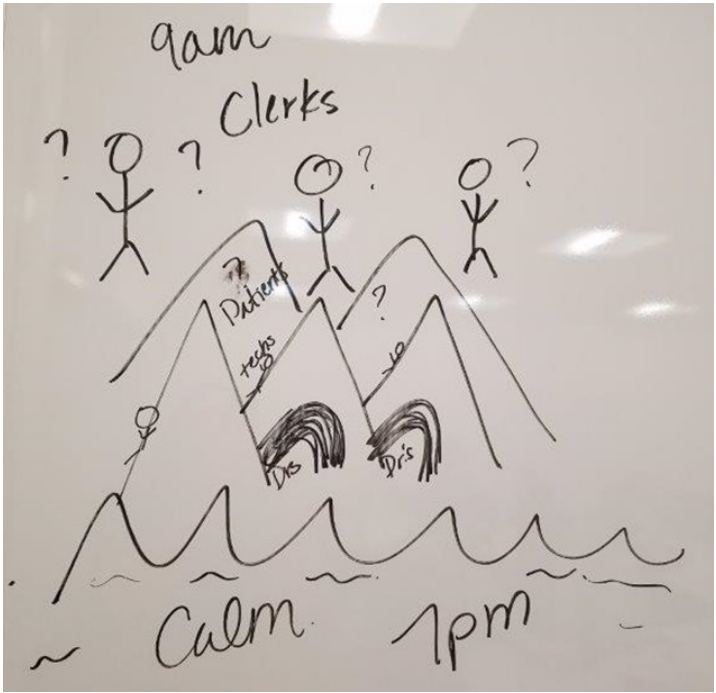 9am
Clerks
? ? ? ?
?
Patients
?
techs
Drs
Dr's
Calm.
1pm